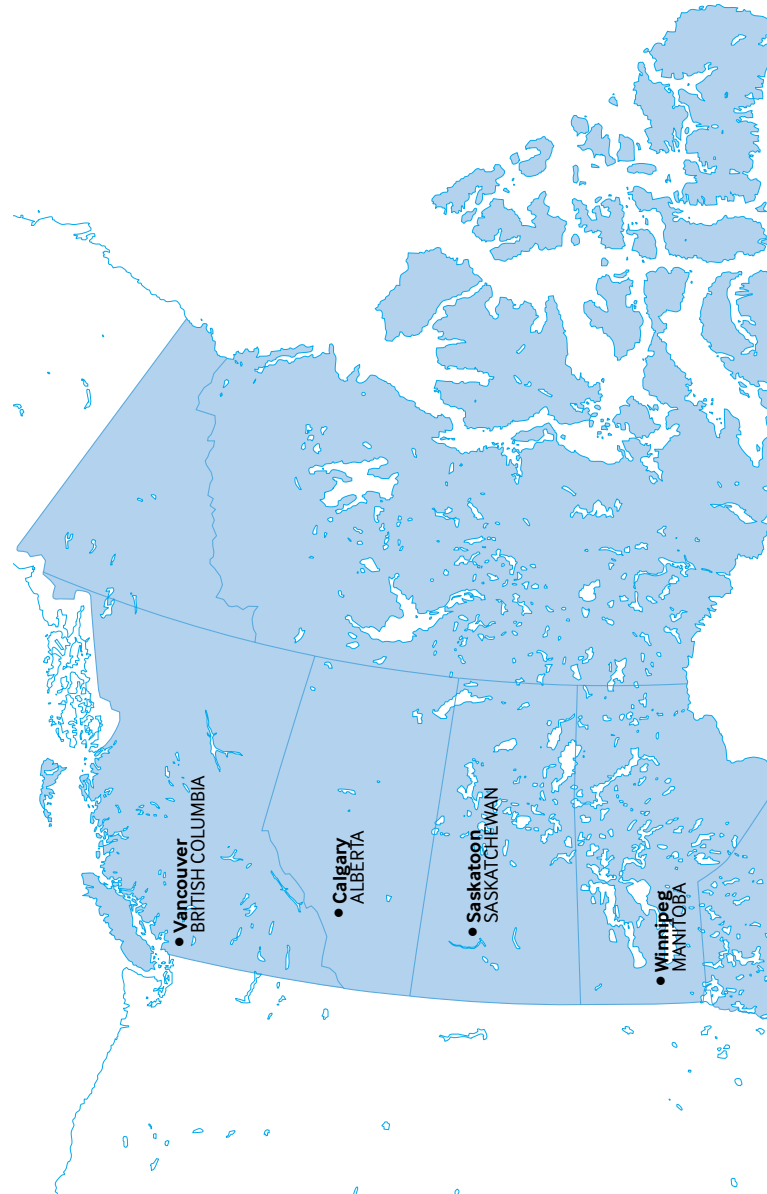 Vancouver
BRITISH COLUMBIA
Calgary
ALBERTA
Saskatoon
SASKATCHEWAN
Winnipeg
MANITOBA